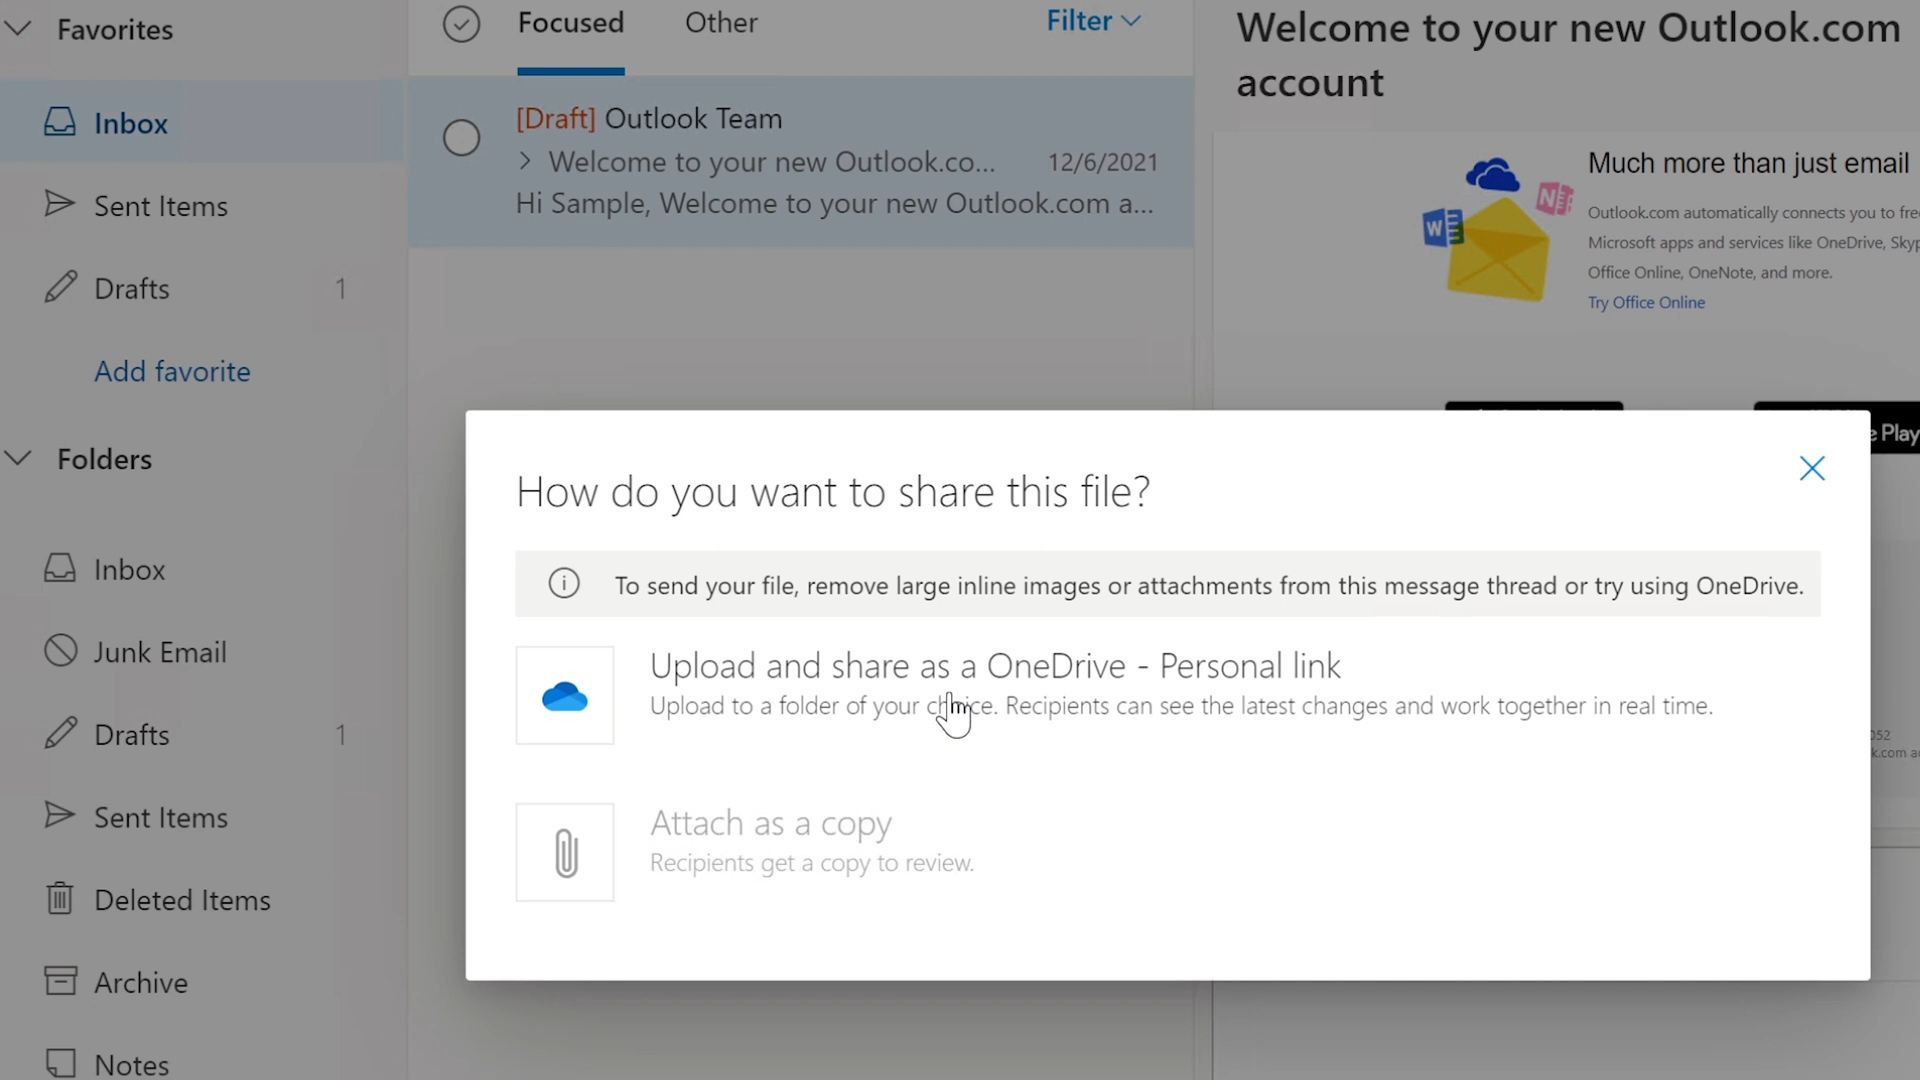 Favorites
Inbox
Sent Items
Drafts 1
Add favorite
Folders
Inbox
Junk Email
Drafts 1
Sent Items
Deleted Items
Archive
Notes
Focused Other Filter
[Draft] Outlook Team
Welcome to your new Outlook.co... 12/6/2021
Hi Sample, Welcome to your new Outlook.com a...
Welcome to your new Outlook.com
account
Much more than just email
Outlook.com automatically connects you to
Microsoft apps and services like OneDrive,
Office Online, OneNote, and more.
Try Office Online
Play
How do you want to share this file?
To send your file, remove large inline images or attachments from this message thread or try using OneDrive.
Upload and share as a OneDrive - Personal link
Upload to a folder of your choice. Recipients can see the latest changes and work together in real time.
Attach as a copy
Recipients get a copy to review.